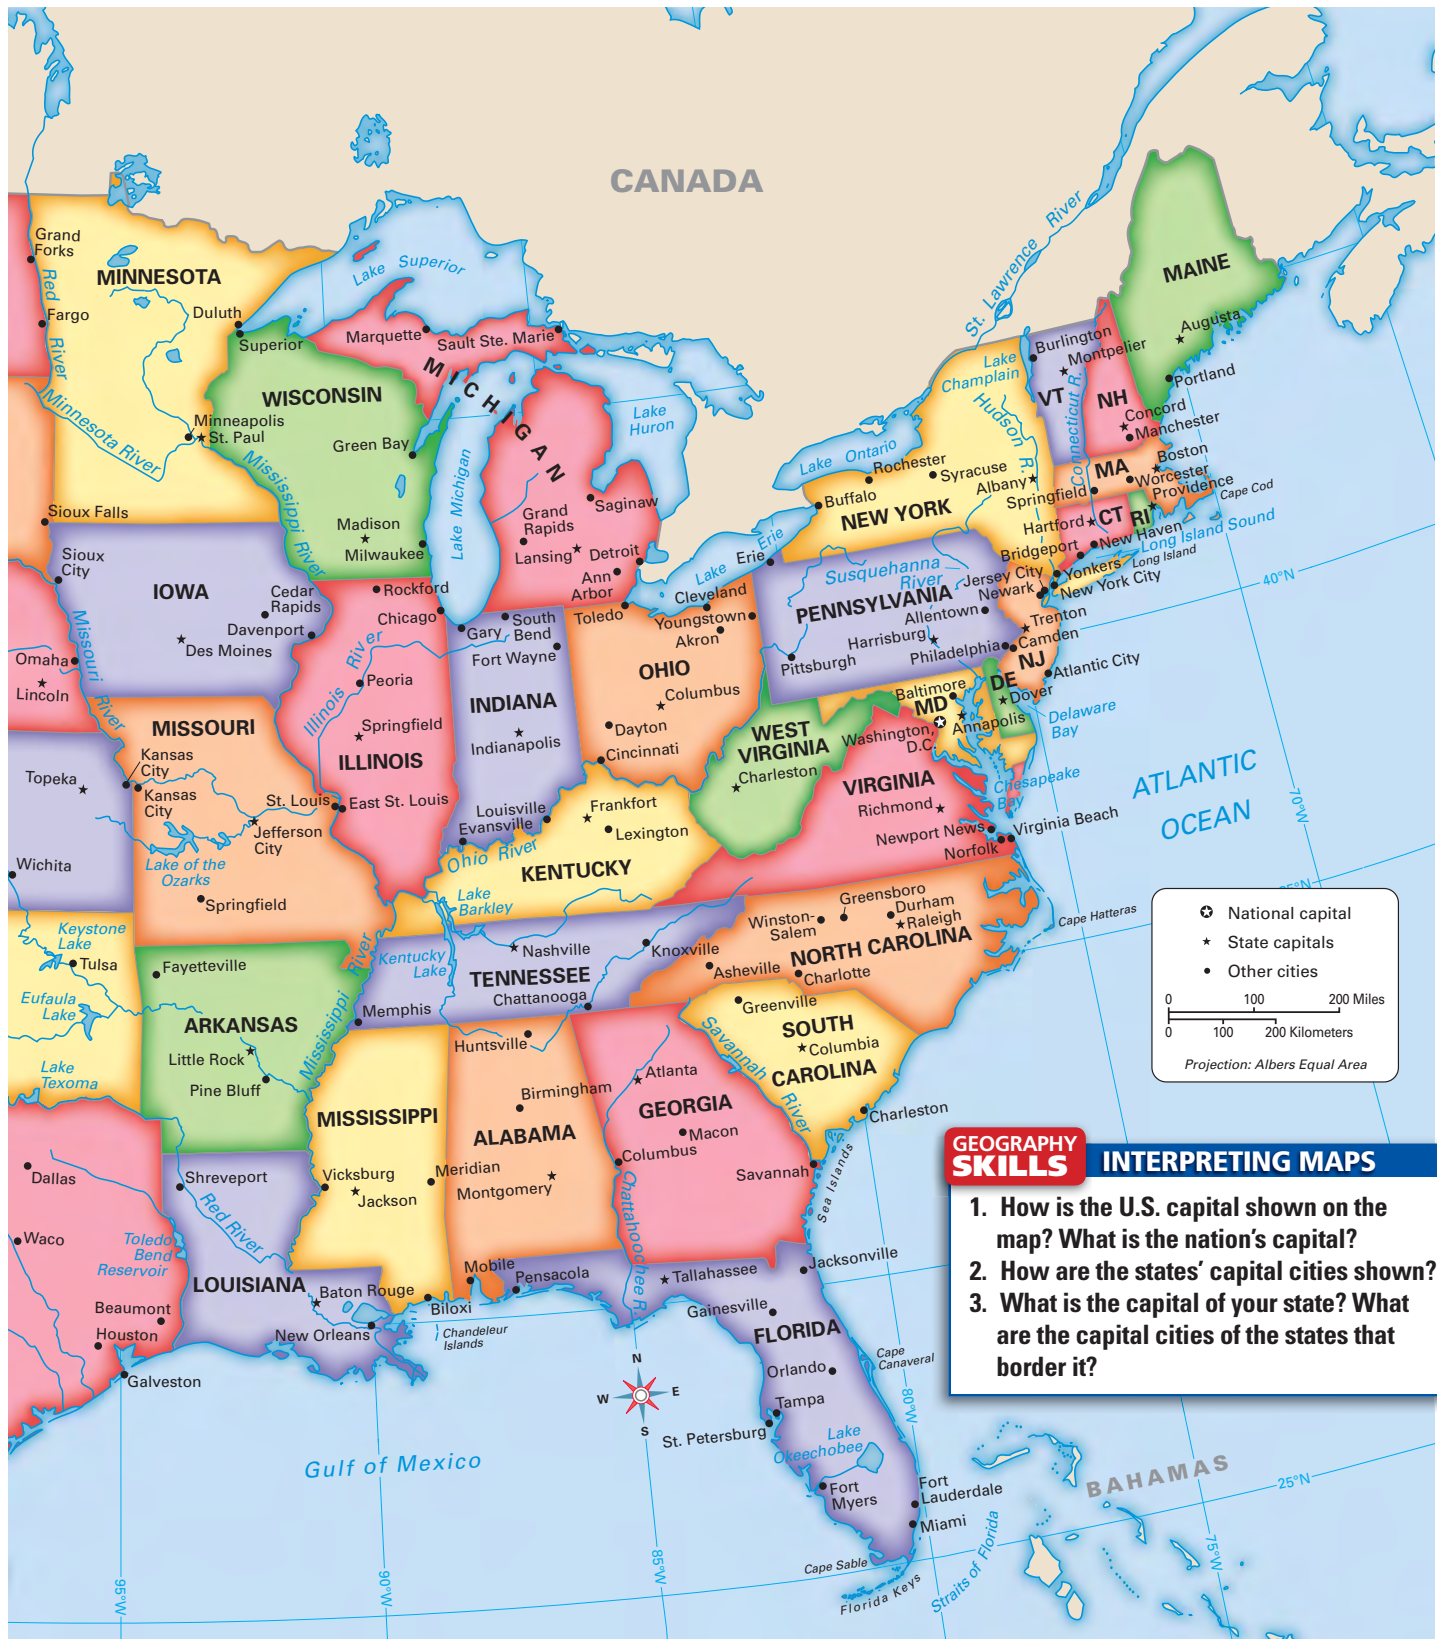 CANADA
Grand
Forks
Red
River
MINNESOTA
Fargo
Duluth
Superior
Lake Superior
Marquette
Sault Ste. Marie
MICHIGAN
WISCONSIN
Minnesota River
Minneapolis
St. Paul
Mississippi River
Green Bay
Lake Michigan
Lake
Huron
Saginaw
Grand
Rapids
Lansing
Detroit
Ann
Arbor
Madison
Milwaukee
Sioux Falls
Sioux
City
IOWA
Cedar
Rapids
Davenport
Des Moines
Missouri River
Omaha
Lincoln
Rockford
Chicago
Illinois River
Peoria
Springfield
ILLINOIS
Gary
South
Bend
Fort Wayne
INDIANA
Indianapolis
Toledo
Cleveland
Youngstown
Akron
OHIO
Columbus
Dayton
Cincinnati
Lake Erie
Erie
St. Lawrence River
MAINE
Augusta
Portland
Burlington
Montpelier
Lake
Champlain
VT
NH
Concord
Manchester
Hudson R.
Connecticut R.
Lake Ontario
Rochester
Syracuse
Albany
Buffalo
NEW YORK
MA
Boston
Worcester
Springfield
Providence
Cape Cod
Hartford
CT
RI
New Haven
Bridgeport
Long Island Sound
Long Island
Yonkers
New York City
Jersey City
Newark
40°N
Susquehanna
River
PENNSYLVANIA
Allentown
Harrisburg
Philadelphia
Pittsburgh
Trenton
Camden
NJ
Atlantic City
DE
Dover
Baltimore
MD
Annapolis
Washington,
D.C.
Delaware
Bay
Chesapeake
Bay
ATLANTIC
OCEAN
70°W
WEST
VIRGINIA
Charleston
VIRGINIA
Richmond
Newport News
Norfolk
Virginia Beach
MISSOURI
Kansas
City
Kansas
City
Topeka
St. Louis
East St. Louis
Jefferson
City
Lake of the
Ozarks
Springfield
Wichita
Louisville
Evansville
Frankfort
Lexington
Ohio River
KENTUCKY
Lake
Barkley
Kentucky
Lake
Nashville
Knoxville
TENNESSEE
Chattanooga
Memphis
Winston-
Salem
Greensboro
Durham
Raleigh
NORTH CAROLINA
Asheville
Charlotte
Cape Hatteras
35°N
National capital
State capitals
Other cities
0 100 200 Miles
0 100 200 Kilometers
Projection: Albers Equal Area
Keystone
Lake
Tulsa
Eufaula
Lake
Lake
Texoma
Fayetteville
ARKANSAS
Little Rock
Pine Bluff
Mississippi River
Huntsville
Birmingham
ALABAMA
Montgomery
MISSISSIPPI
Vicksburg
Jackson
Meridian
Atlanta
GEORGIA
Macon
Columbus
Savannah
Chattahoochee R.
Greenville
SOUTH
CAROLINA
Columbia
Savannah River
Charleston
Sea Islands
Dallas
Waco
Shreveport
Red River
Toledo
Bend
Reservoir
LOUISIANA
Baton Rouge
New Orleans
Beaumont
Houston
Galveston
Mobile
Biloxi
Pensacola
Chandeleur
Islands
Tallahassee
Jacksonville
Gainesville
FLORIDA
Cape
Canaveral
Orlando
Tampa
St. Petersburg
Lake
Okeechobee
Fort
Myers
Fort
Lauderdale
Miami
Cape Sable
Florida Keys
Straits of Florida
BAHAMAS
25°N
Gulf of Mexico
N
W
E
S
95°W
90°W
85°W
80°W
75°W
GEOGRAPHY
SKILLS
INTERPRETING MAPS
1. How is the U.S. capital shown on the
map? What is the nation’s capital?
2. How are the states’ capital cities shown?
3. What is the capital of your state? What
are the capital cities of the states that
border it?